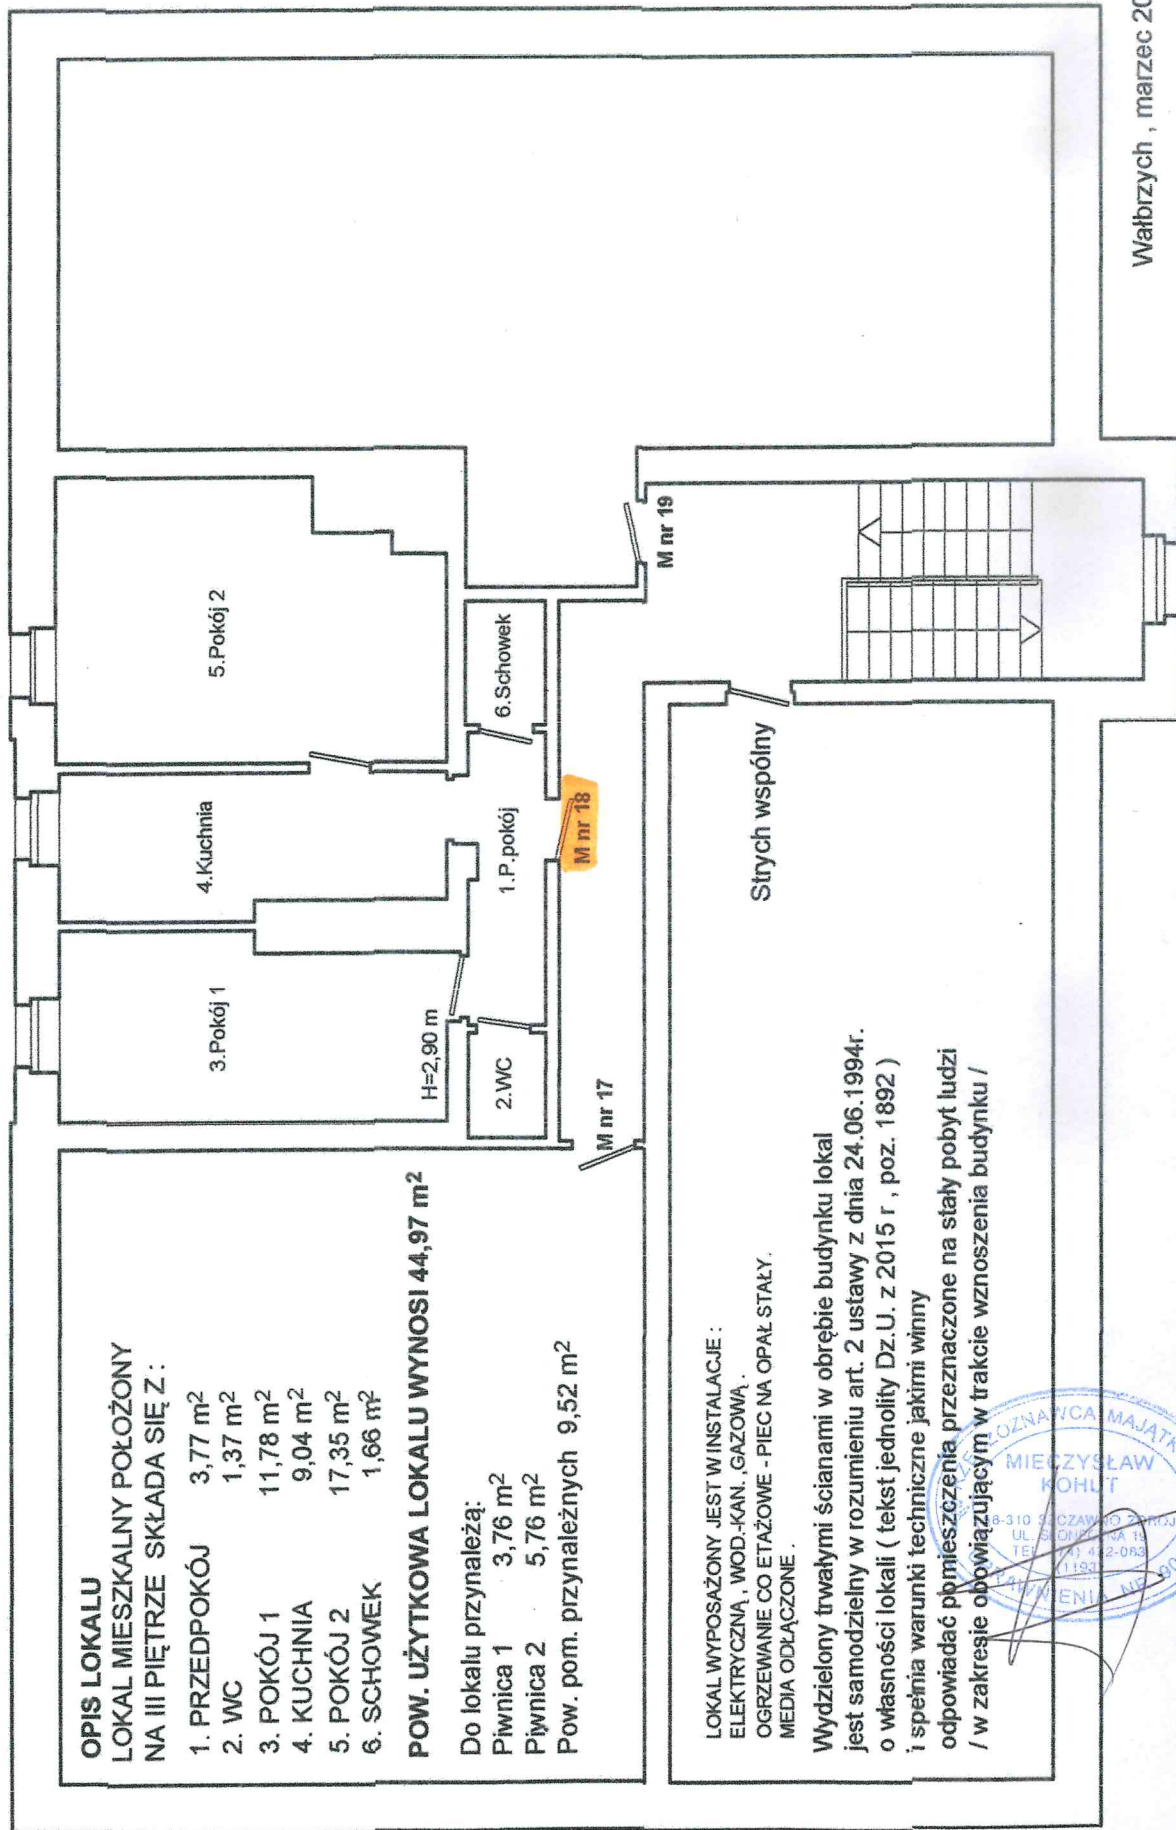 OPIS LOKALU
LOKAL MIESZKALNY POŁOŻONY
NA III PIĘTRZE SKŁADA SIĘ Z :
1. PRZEDPOKÓJ 3,77 m²
2. WC 1,37 m²
3. POKÓJ 1 11,78 m²
4. KUCHNIA 9,04 m²
5. POKÓJ 2 17,35 m²
6. SCHOWEK 1,66 m²
POW. UŻYTKOWA LOKALU WYNOSI 44,97 m²
Do lokalu przynależą:
Piwnica 1 3,76 m²
Piwnica 2 5,76 m²
Pow. pom. przynależnych 9,52 m²
3.Pokój 1
H=2,90 m
4.Kuchnia
5.Pokój 2
2.WC
1.P.pokój
6.Schowek
M nr 17
M nr 18
M nr 19
Strych wspólny
LOKAL WYPOSAŻONY JEST W INSTALACJE :
ELEKTRYCZNĄ , WOD.-KAN. ,GAZOWĄ .
OGRZEWANIE CO ETAŻOWE - PIEC NA OPAŁ STAŁY.
MEDIA ODŁĄCZONE .
Wydzielony trwałymi ścianami w obrębie budynku lokal
jest samodzielny w rozumieniu art. 2 ustawy z dnia 24.06.1994r.
o własności lokali ( tekst jednolity Dz.U. z 2015 r , poz. 1892 )
i spełnia warunki techniczne jakimi winny
odpowiadać pomieszczenia przeznaczone na stały pobyt ludzi
/ w zakresie obowiązującym w trakcie wznoszenia budynku /
MIECZYSŁAW
KOHUT
Wałbrzych , marzec 20